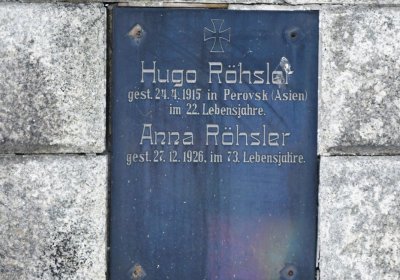 Hugo Röhsler
gest. 24. 4. 1915 in Perovsk (Asien)
im 22. Lebensjahre.
Anna Röhsler
gest. 27. 12. 1926, im 73. Lebensjahre.